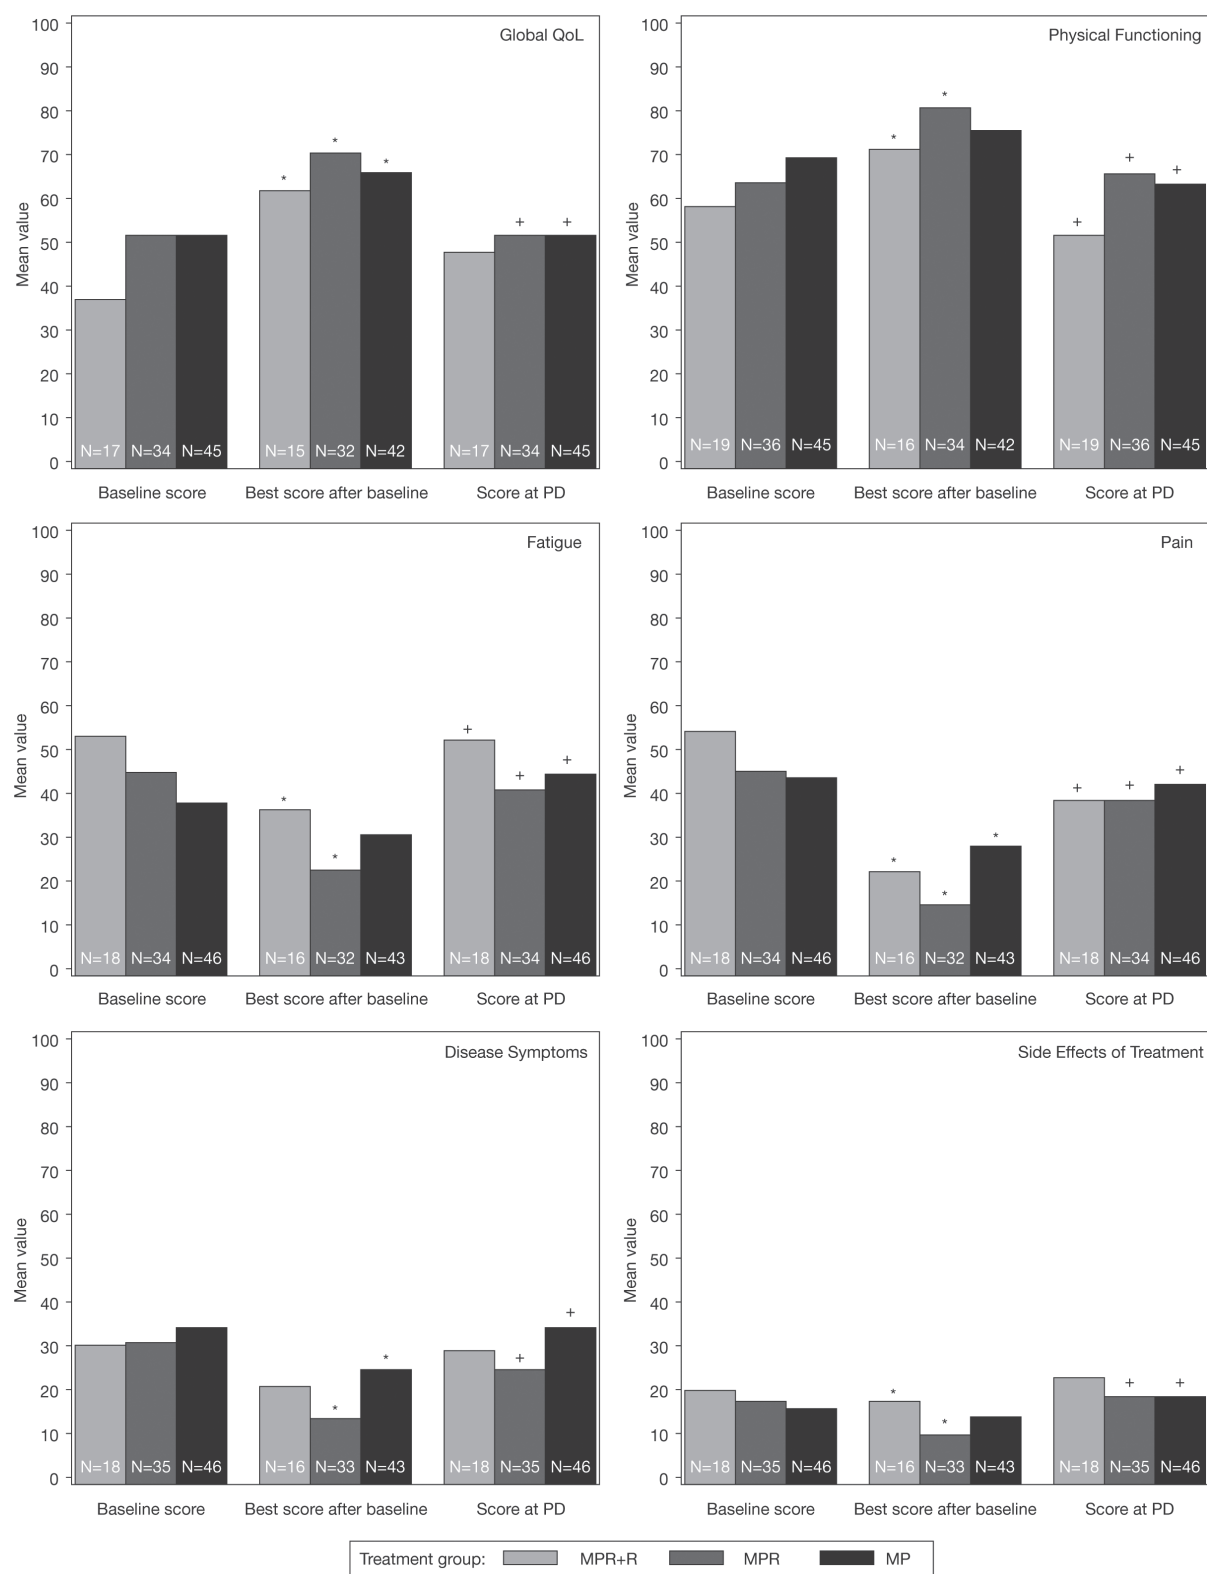 Global QoL
100
90
80
70
60
50
40
30
20
10
0
Mean value
* * *
+ +
N=17 N=34 N=45 N=15 N=32 N=42 N=17 N=34 N=45
Baseline score Best score after baseline Score at PD
Physical Functioning
100
90
80
70
60
50
40
30
20
10
0
Mean value
* *
+ + +
N=19 N=36 N=45 N=16 N=34 N=42 N=19 N=36 N=45
Baseline score Best score after baseline Score at PD
Fatigue
100
90
80
70
60
50
40
30
20
10
0
Mean value
* *
+ + +
N=18 N=34 N=46 N=16 N=32 N=43 N=18 N=34 N=46
Baseline score Best score after baseline Score at PD
Pain
100
90
80
70
60
50
40
30
20
10
0
Mean value
* * *
+ + +
N=18 N=34 N=46 N=16 N=32 N=43 N=18 N=34 N=46
Baseline score Best score after baseline Score at PD
Disease Symptoms
100
90
80
70
60
50
40
30
20
10
0
Mean value
* *
+ +
N=18 N=35 N=46 N=16 N=33 N=43 N=18 N=35 N=46
Baseline score Best score after baseline Score at PD
Side Effects of Treatment
100
90
80
70
60
50
40
30
20
10
0
Mean value
* *
+ +
N=18 N=35 N=46 N=16 N=33 N=43 N=18 N=35 N=46
Baseline score Best score after baseline Score at PD
Treatment group: MPR+R MPR MP